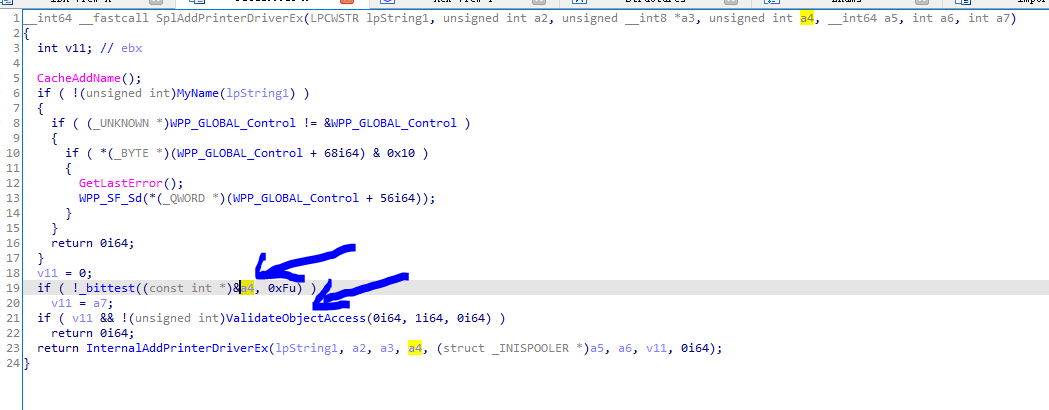 1 __int64 __fastcall SplAddPrinterDriverEx(LPCWSTR lpString1, unsigned int a2, unsigned __int8 *a3, unsigned int a4, __int64 a5, int a6, int a7)
2 {
3 int v11; // ebx
4
5 CacheAddName();
6 if ( !(unsigned int)MyName(lpString1) )
7 {
8 if ( (_UNKNOWN *)WPP_GLOBAL_Control != &WPP_GLOBAL_Control )
9 {
10 if ( *(_BYTE *)(WPP_GLOBAL_Control + 68i64) & 0x10 )
11 {
12 GetLastError();
13 WPP_SF_Sd(*(_QWORD *)(WPP_GLOBAL_Control + 56i64));
14 }
15 }
16 return 0i64;
17 }
18 v11 = 0;
19 if ( !_bittest((const int *)&a4, 0xFu) )
20 v11 = a7;
21 if ( v11 && !(unsigned int)ValidateObjectAccess(0i64, 1i64, 0i64) )
22 return 0i64;
23 return InternalAddPrinterDriverEx(lpString1, a2, a3, a4, (struct _INISPOOLER *)a5, a6, v11, 0i64);
24 }